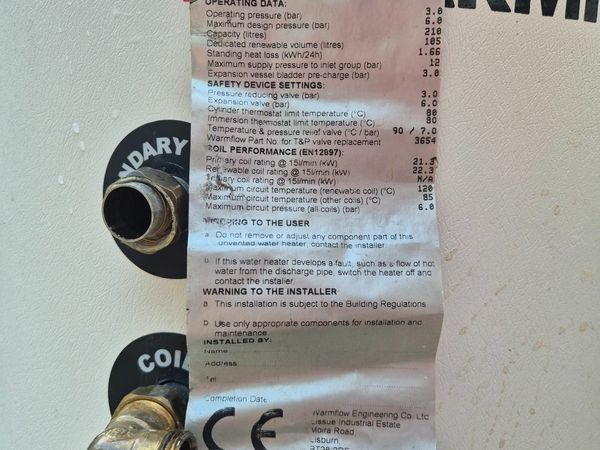 OPERATING DATA:
Operating pressure (bar) 3.0
Maximum design pressure (bar) 6.0
Capacity (litres) 210
Dedicated renewable volume (litres) 105
Standing heat loss (kWh/24h) 1.66
Maximum supply pressure to inlet group (bar) 12
Expansion vessel bladder pre-charge (bar) 3.0
SAFETY DEVICE SETTINGS:
Pressure reducing valve (bar) 3.0
Expansion valve (bar) 6.0
Cylinder thermostat limit temperature (°C) 80
Immersion thermostat limit temperature (°C) 80
Temperature & pressure relief valve (°C / bar) 90 / 7.0
Warmflow Part No. for T&P valve replacement 3654
COIL PERFORMANCE (EN12897):
Primary coil rating @ 15l/min (kW) 21.3
Renewable coil rating @ 15l/min (kW) 22.3
coil rating @ 15l/min (kW) N/A
Maximum circuit temperature (renewable coil) (°C) 120
Maximum circuit temperature (other coils) (°C) 85
Maximum circuit pressure (all coils) (bar) 6.0
NDARY
WARNING TO THE USER
a Do not remove or adjust any component part of this
unvented water heater, contact the installer
b If this water heater develops a fault, such as a flow of hot
water from the discharge pipe, switch the heater off and
contact the installer
WARNING TO THE INSTALLER
a This installation is subject to the Building Regulations
b Use only appropriate components for installation and
maintenance
INSTALLED BY:
Name
Address
Tel
Completion Date
COI
CE
Warmflow Engineering Co. Ltd
Lissue Industrial Estate
Moira Road
Lisburn